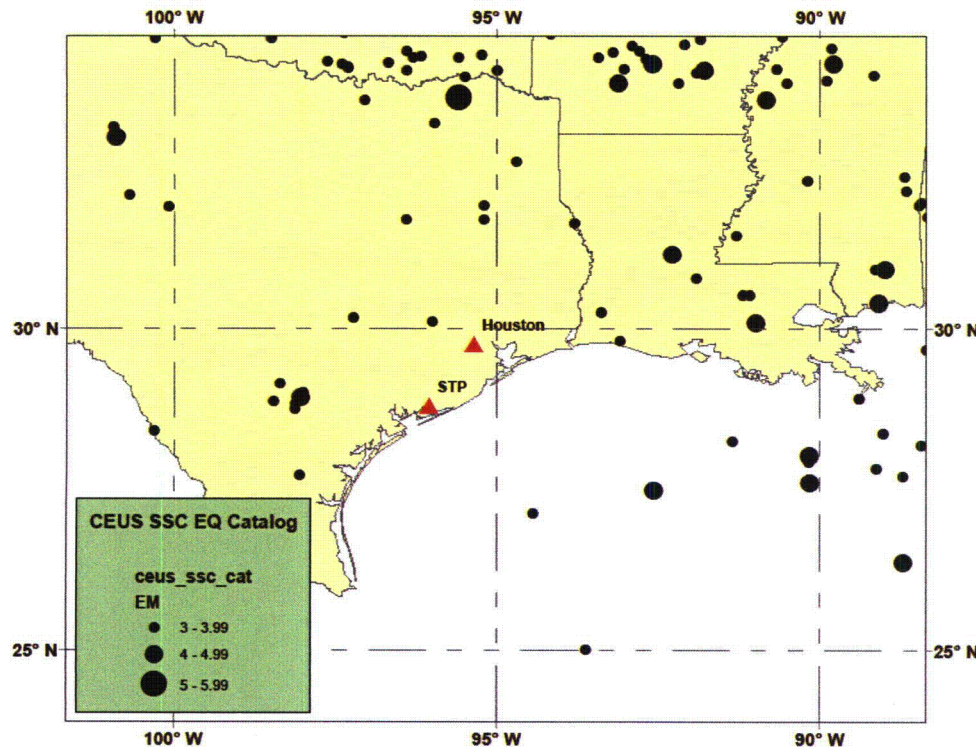 100° W 95° W 90° W
30° N 30° N
Houston
STP
25° N 25° N
CEUS SSC EQ Catalog
ceus_ssc_cat
EM
3 - 3.99
4 - 4.99
5 - 5.99
100° W 95° W 90° W